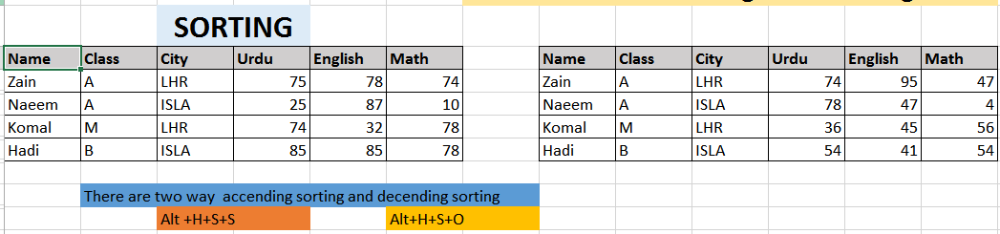 SORTING
Name Class City Urdu English Math Name Class City Urdu English Math
Zain A LHR 75 78 74 Zain A LHR 74 95 47
Naeem A ISLA 25 87 10 Naeem A ISLA 78 47 4
Komal M LHR 74 32 78 Komal M LHR 36 45 56
Hadi B ISLA 85 85 78 Hadi B ISLA 54 41 54
There are two way accending sorting and decending sorting
Alt +H+S+S Alt+H+S+O